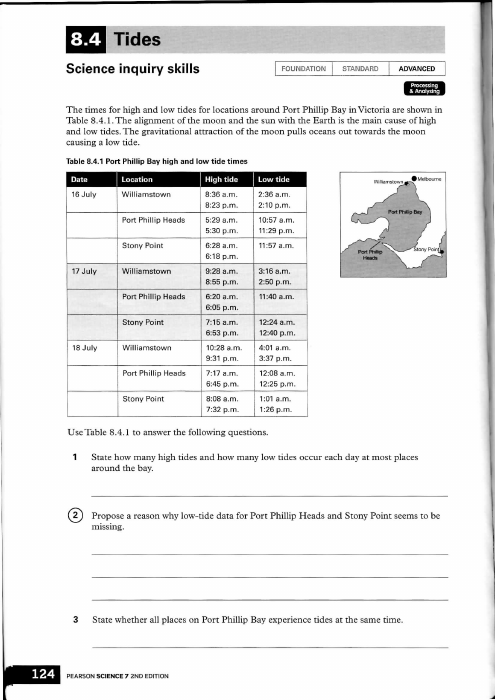 8.4 Tides
Science inquiry skills
FOUNDATION STANDARD ADVANCED
Processing
& Analysing
The times for high and low tides for locations around Port Phillip Bay in Victoria are shown in
Table 8.4.1. The alignment of the moon and the sun with the Earth is the main cause of high
and low tides. The gravitational attraction of the moon pulls oceans out towards the moon
causing a low tide.
Table 8.4.1 Port Phillip Bay high and low tide times
Date Location High tide Low tide
16 July Williamstown 8:36 a.m. 2:36 a.m.
8:23 p.m. 2:10 p.m.
Port Phillip Heads 5:29 a.m. 10:57 a.m.
5:30 p.m. 11:29 p.m.
Stony Point 6:28 a.m. 11:57 a.m.
6:18 p.m.
17 July Williamstown 9:28 a.m. 3:16 a.m.
8:55 p.m. 2:50 p.m.
Port Phillip Heads 6:20 a.m. 11:40 a.m.
6:05 p.m.
Stony Point 7:15 a.m. 12:24 a.m.
6:53 p.m. 12:40 p.m.
18 July Williamstown 10:28 a.m. 4:01 a.m.
9:31 p.m. 3:37 p.m.
Port Phillip Heads 7:17 a.m. 12:08 a.m.
6:45 p.m. 12:25 p.m.
Stony Point 8:08 a.m. 1:01 a.m.
7:32 p.m. 1:26 p.m.
Williamstown Melbourne
Port Phillip Bay
Port Phillip
Heads
Stony Point
Use Table 8.4.1 to answer the following questions.
1 State how many high tides and how many low tides occur each day at most places
around the bay.
2 Propose a reason why low-tide data for Port Phillip Heads and Stony Point seems to be
missing.
3 State whether all places on Port Phillip Bay experience tides at the same time.
124 PEARSON SCIENCE 7 2ND EDITION